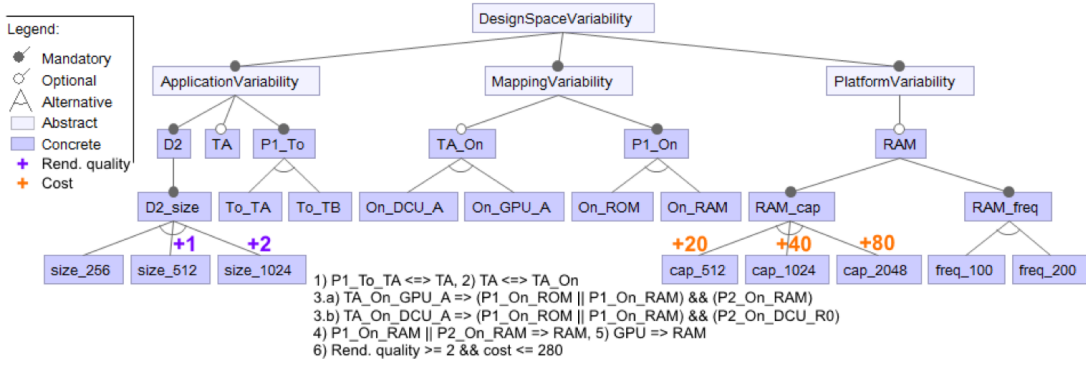 DesignSpaceVariability
Legend:
Mandatory
Optional
Alternative
Abstract
Concrete
+ Rend. quality
+ Cost
ApplicationVariability
MappingVariability
PlatformVariability
D2
TA
P1_To
TA_On
P1_On
RAM
D2_size
To_TA
To_TB
On_DCU_A
On_GPU_A
On_ROM
On_RAM
RAM_cap
RAM_freq
+1
+2
+20
+40
+80
size_256
size_512
size_1024
cap_512
cap_1024
cap_2048
freq_100
freq_200
1) P1_To_TA <=> TA, 2) TA <=> TA_On
3.a) TA_On_GPU_A => (P1_On_ROM || P1_On_RAM) && (P2_On_RAM)
3.b) TA_On_DCU_A => (P1_On_ROM || P1_On_RAM) && (P2_On_DCU_R0)
4) P1_On_RAM || P2_On_RAM => RAM, 5) GPU => RAM
6) Rend. quality >= 2 && cost <= 280